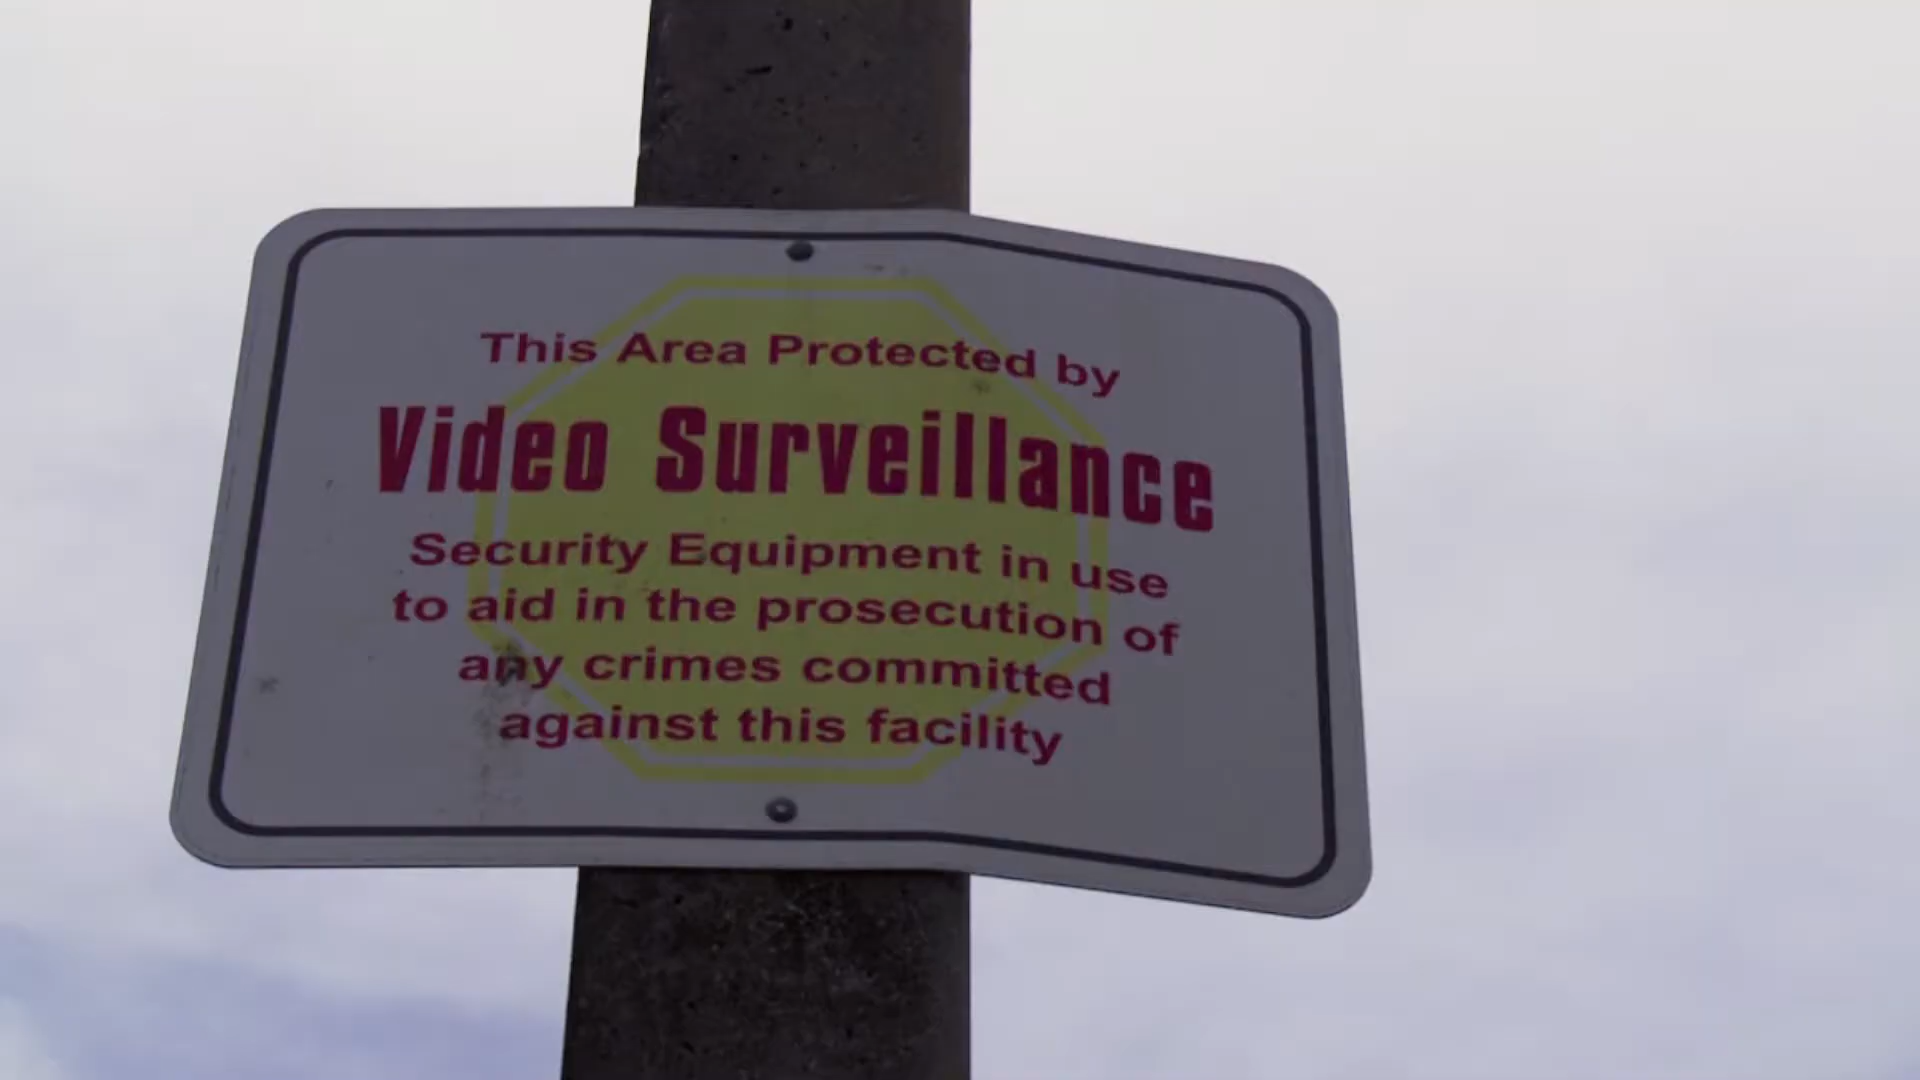 This Area Protected by
Video Surveillance
Security Equipment in use
to aid in the prosecution of
any crimes committed
against this facility